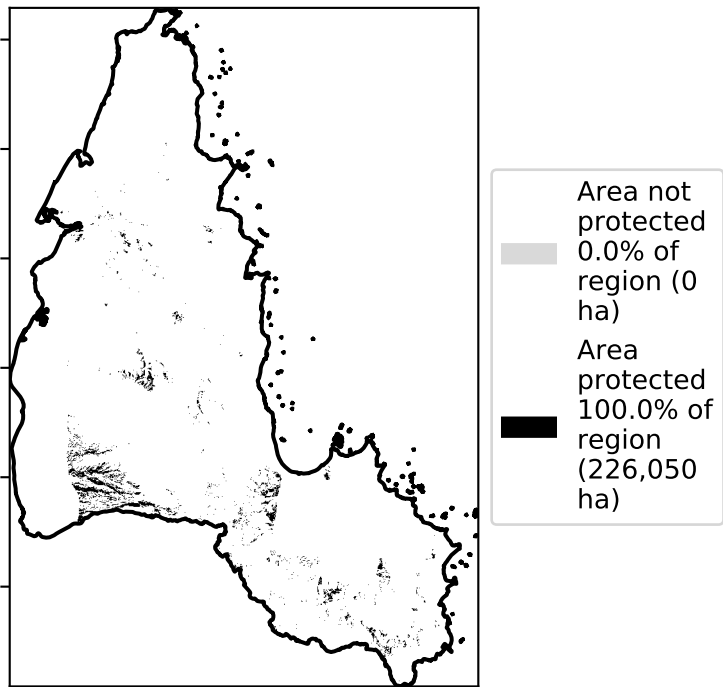 Area not
protected
0.0% of
region (0
ha)
Area
protected
100.0% of
region
(226,050
ha)